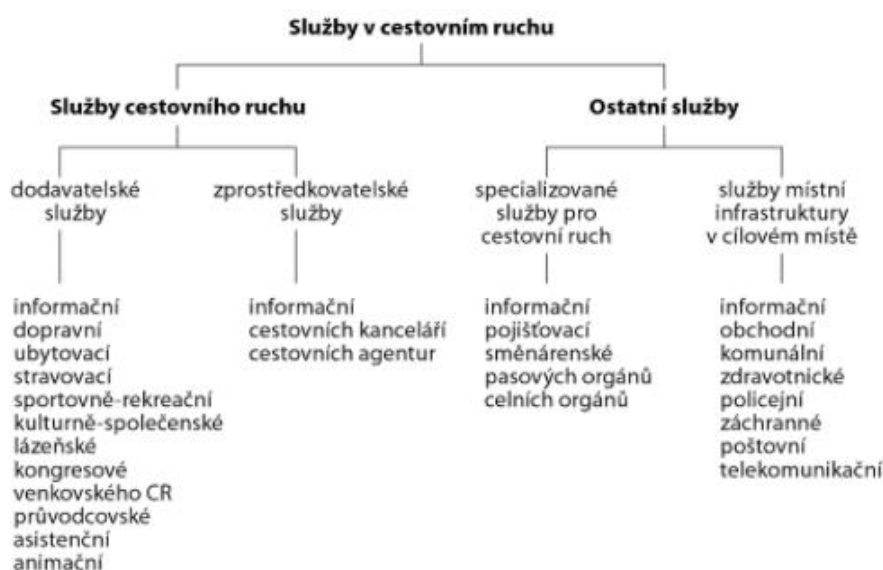 Služby v cestovním ruchu
Služby cestovního ruchu
Ostatní služby
dodavatelské
služby
zprostředkovatelské
služby
specializované
služby pro
cestovní ruch
služby místní
infrastruktury
v cílovém místě
informační
dopravní
ubytovací
stravovací
sportovně-rekreační
kulturně-společenské
lázeňské
kongresové
venkovského CR
průvodcovské
asistenční
animační
informační
cestovních kanceláří
cestovních agentur
informační
pojišťovací
směnárenské
pasových orgánů
celních orgánů
informační
obchodní
komunální
zdravotnické
policejní
záchranné
poštovní
telekomunikační